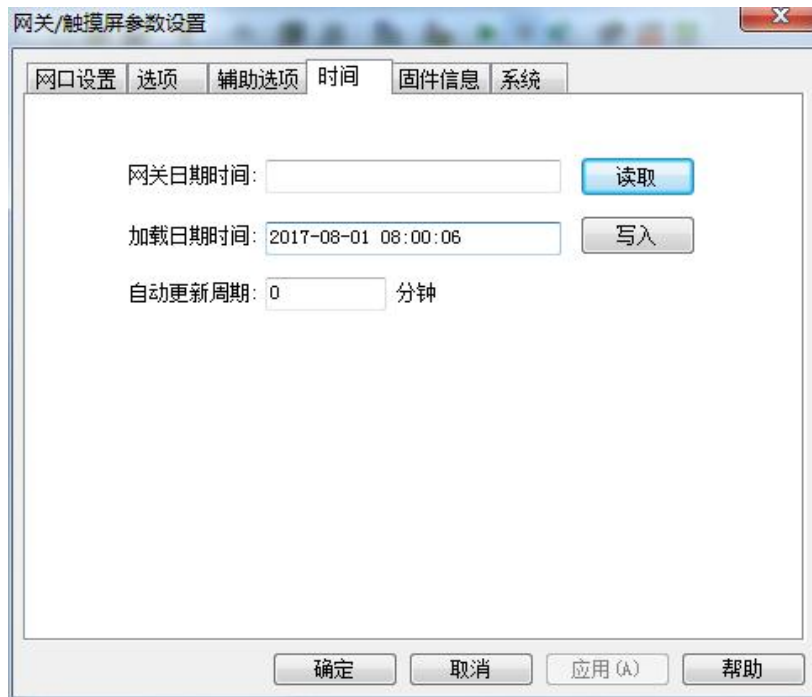 网关/触摸屏参数设置
网口设置 选项 辅助选项 时间 固件信息 系统
网关日期时间: 读取
加载日期时间: 2017-08-01 08:00:06 写入
自动更新周期: 0 分钟
确定 取消 应用(A) 帮助